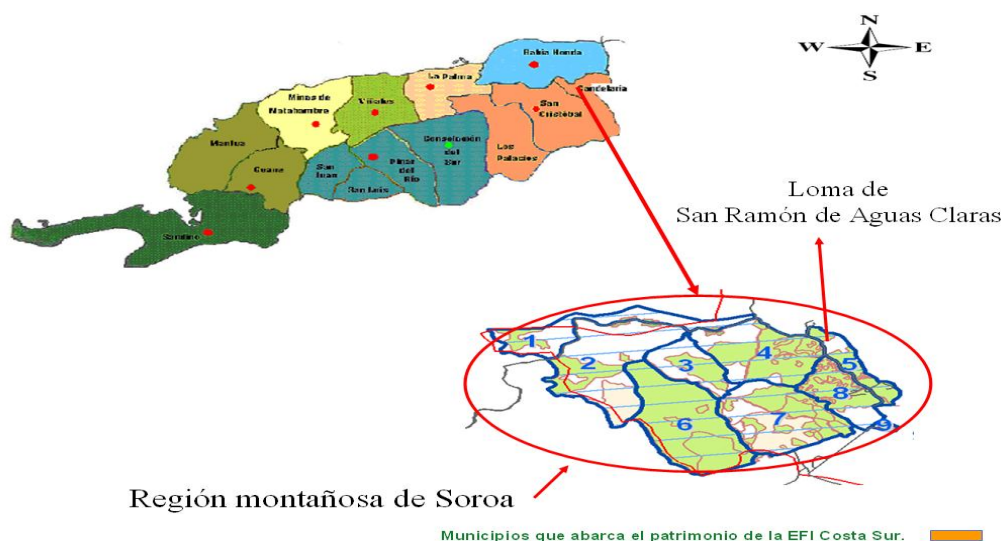 N
W E
S
Bahia Honda
La Palma
Candelaria
Minas de
Matahambre
Viñales
San
Cristóbal
Mantua
Consolución
del
Sur
Los
Palacios
Guane
San
Juan
Pinar del
Río
San Luis
Sandino
Loma de
San Ramón de Aguas Claras
1
2
3
4
5
6
7
8
9
Región montañosa de Soroa
Municipios que abarca el patrimonio de la EFI Costa Sur.